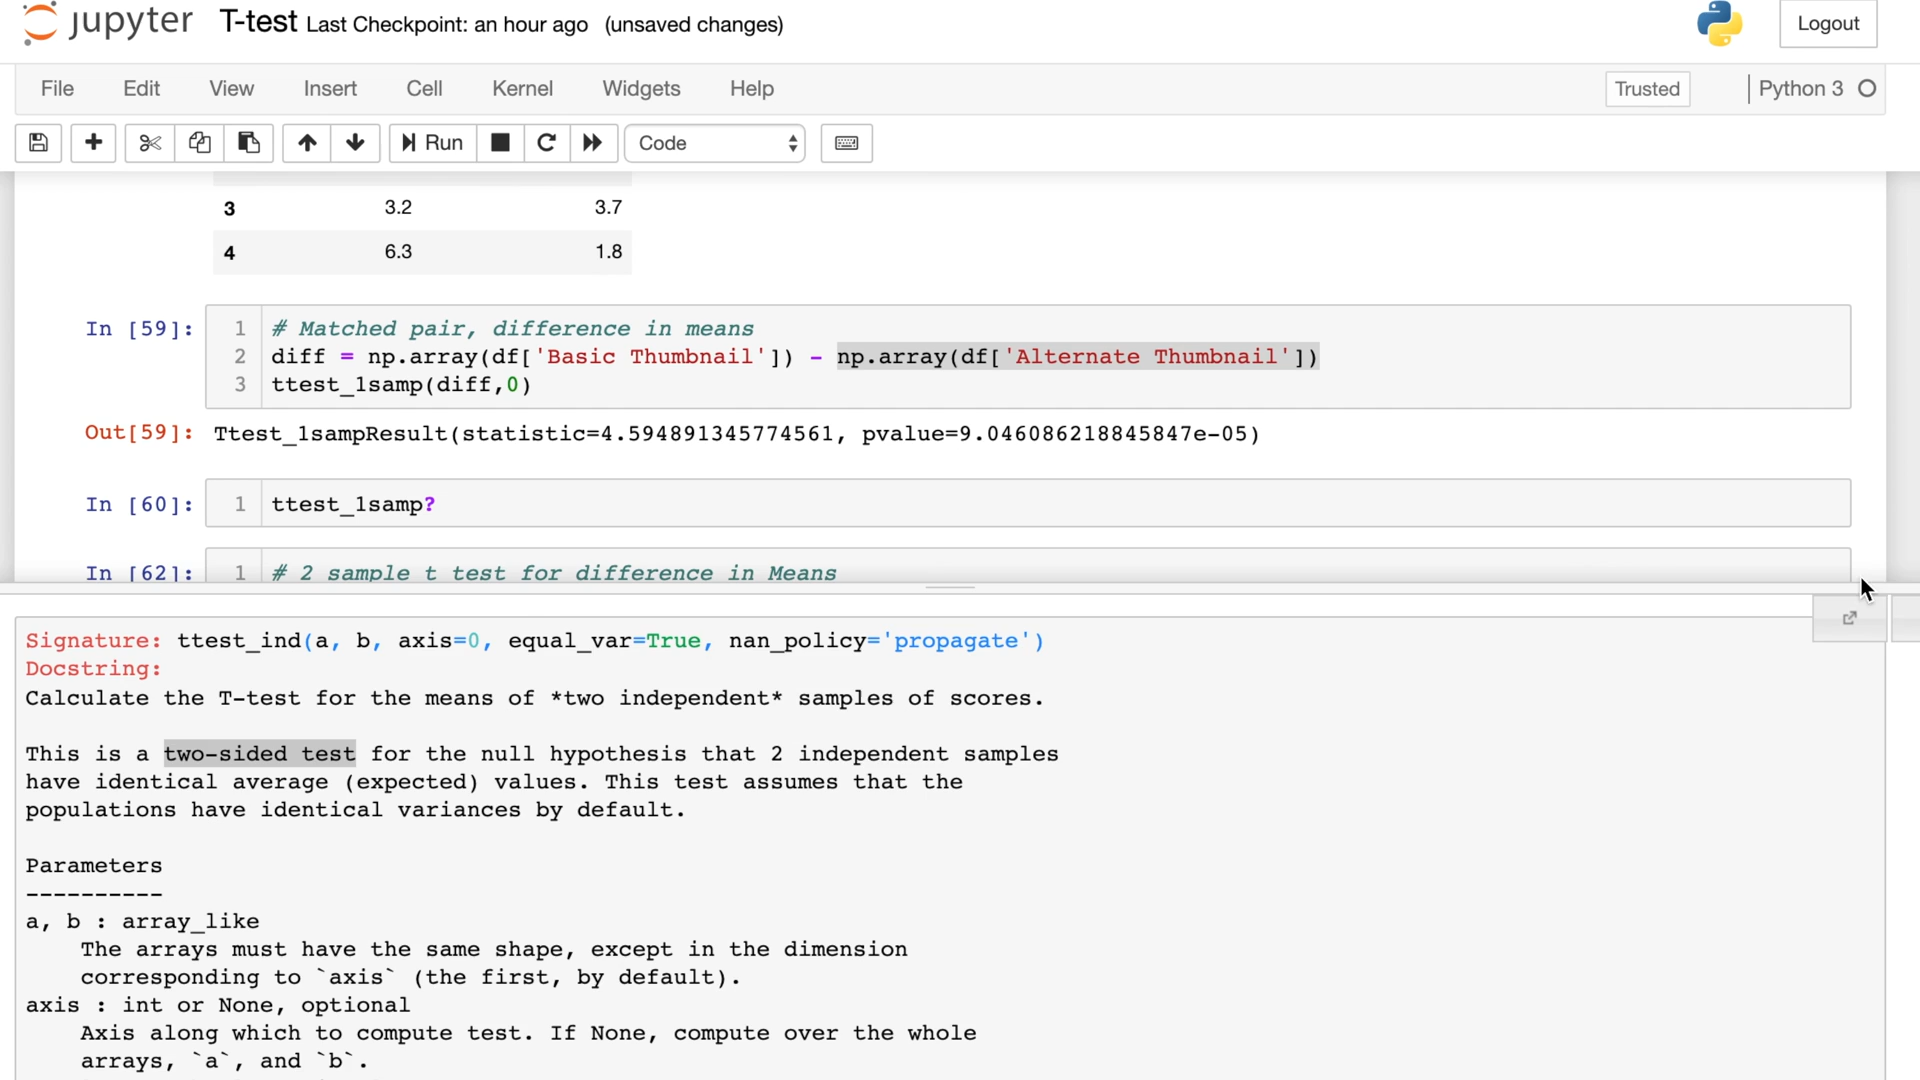 jupyter T-test Last Checkpoint: an hour ago (unsaved changes)
Logout
File Edit View Insert Cell Kernel Widgets Help
Trusted
Python 3
Run
Code
3 3.2 3.7
4 6.3 1.8
In [59]:
1 # Matched pair, difference in means
2 diff = np.array(df['Basic Thumbnail']) - np.array(df['Alternate Thumbnail'])
3 ttest_1samp(diff,0)
Out[59]: Ttest_1sampResult(statistic=4.594891345774561, pvalue=9.046086218845847e-05)
In [60]: 1 ttest_1samp?
In [62]: 1 # 2 sample t test for difference in Means
Signature: ttest_ind(a, b, axis=0, equal_var=True, nan_policy='propagate')
Docstring:
Calculate the T-test for the means of *two independent* samples of scores.
This is a two-sided test for the null hypothesis that 2 independent samples
have identical average (expected) values. This test assumes that the
populations have identical variances by default.
Parameters
----------
a, b : array_like
The arrays must have the same shape, except in the dimension
corresponding to `axis` (the first, by default).
axis : int or None, optional
Axis along which to compute test. If None, compute over the whole
arrays, `a`, and `b`.